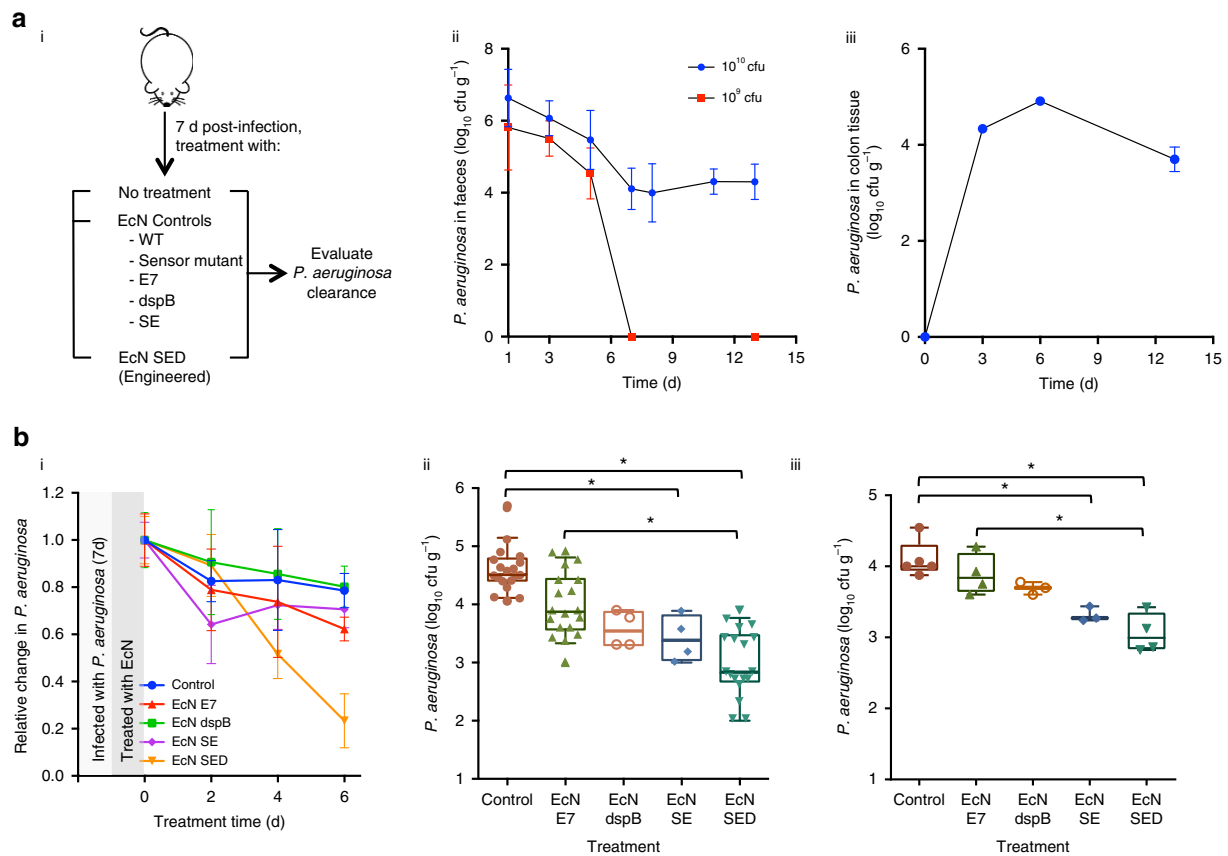 a
i
7 d post-infection,
treatment with:
No treatment
EcN Controls
- WT
- Sensor mutant
- E7
- dspB
- SE
EcN SED
(Engineered)
Evaluate
P. aeruginosa
clearance
ii
P. aeruginosa in faeces (log10 cfu g–1)
8
6
4
2
0
1
3
6
9
12
15
Time (d)
10^10 cfu
10^9 cfu
iii
P. aeruginosa in colon tissue
(log10 cfu g–1)
6
4
2
0
0
3
6
9
12
15
Time (d)
b
i
Relative change in P. aeruginosa
1.2
1.0
0.8
0.6
0.4
0.2
0.0
Infected with P. aeruginosa (7d)
Treated with EcN
Control
EcN E7
EcN dspB
EcN SE
EcN SED
0
2
4
6
Treatment time (d)
ii
P. aeruginosa (log10 cfu g–1)
6
5
4
3
2
1
*
*
*
Control
EcN
E7
EcN
dspB
EcN
SE
EcN
SED
Treatment
iii
P. aeruginosa (log10 cfu g–1)
5
4
3
2
1
*
*
*
Control
EcN
E7
EcN
dspB
EcN
SE
EcN
SED
Treatment